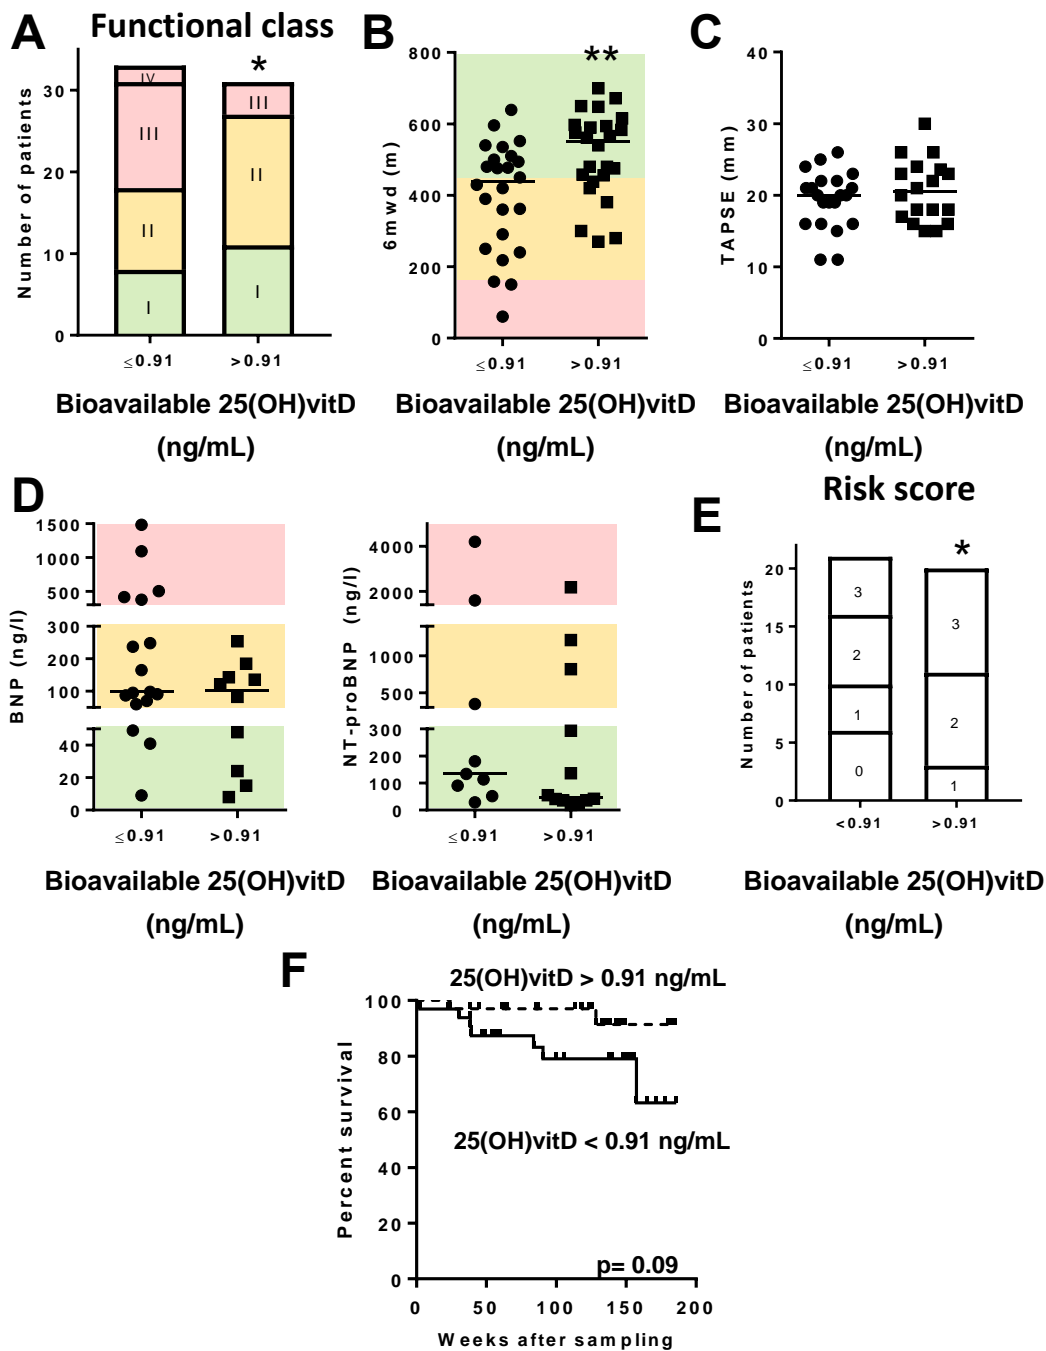 A
Functional class
Number of patients
30
20
10
0
IV
III
II
I
*
III
II
I
≤0.91
>0.91
Bioavailable 25(OH)vitD
(ng/mL)
B
6mwd (m)
800
600
400
200
0
**
≤0.91
>0.91
Bioavailable 25(OH)vitD
(ng/mL)
C
TAPSE (mm)
40
30
20
10
0
≤0.91
>0.91
Bioavailable 25(OH)vitD
(ng/mL)
D
BNP (ng/l)
1500
1000
500
300
200
100
40
20
0
≤0.91
>0.91
Bioavailable 25(OH)vitD
(ng/mL)
NT-proBNP (ng/l)
4000
2000
1000
500
300
200
100
0
≤0.91
>0.91
Bioavailable 25(OH)vitD
(ng/mL)
E
Risk score
Number of patients
20
15
10
5
0
3
2
1
0
*
3
2
1
<0.91
>0.91
Bioavailable 25(OH)vitD
(ng/mL)
F
25(OH)vitD > 0.91 ng/mL
Percent survival
100
80
60
40
20
0
25(OH)vitD < 0.91 ng/mL
p= 0.09
0
50
100
150
200
Weeks after sampling